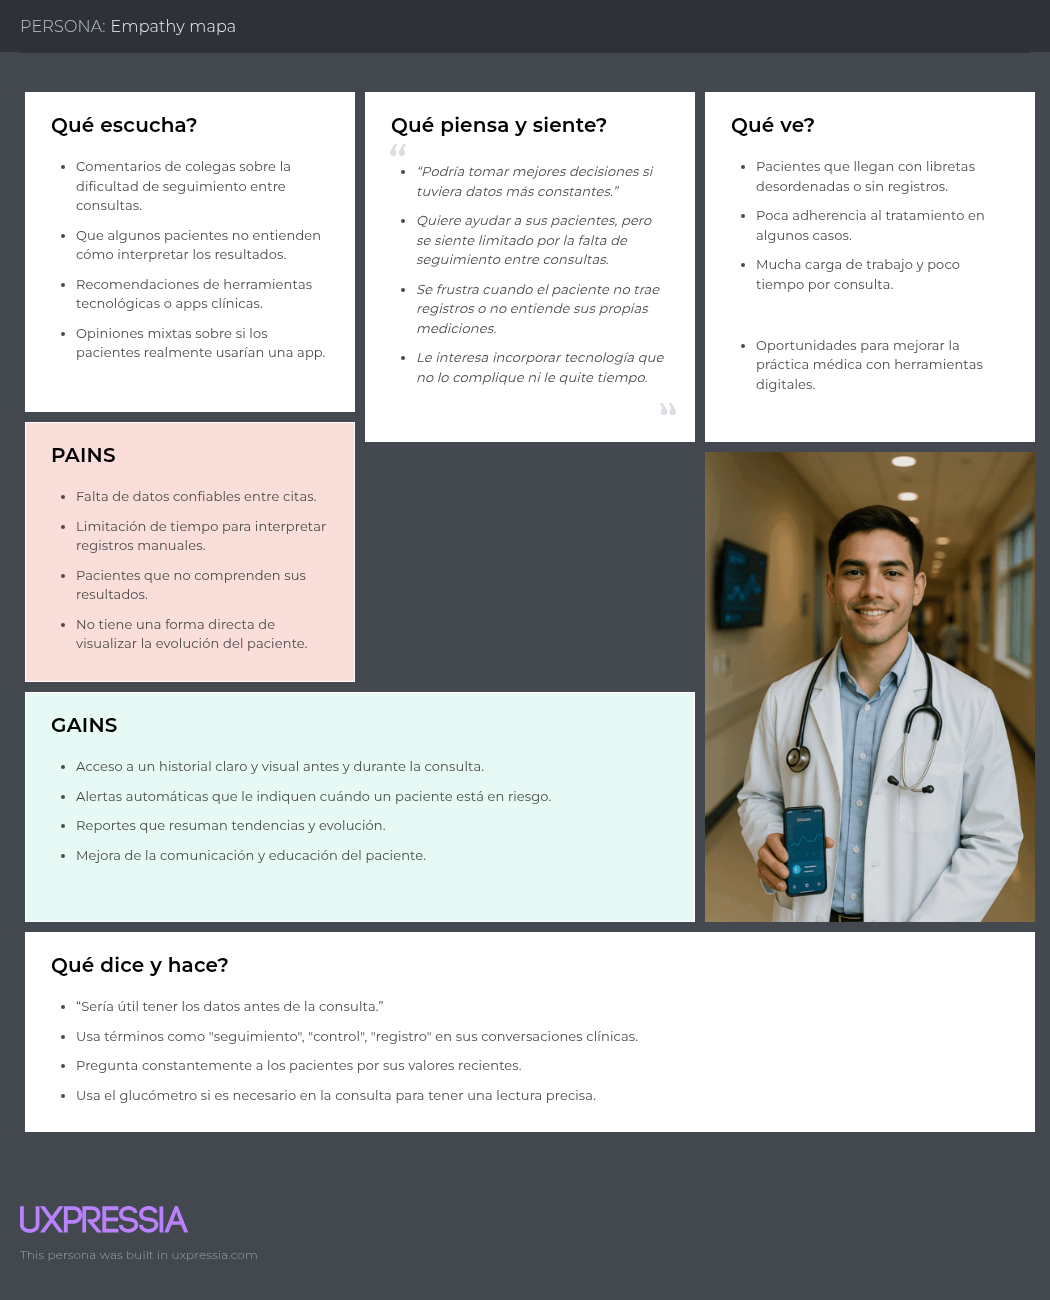 PERSONA: Empathy mapa
Qué escucha?
Comentarios de colegas sobre la
dificultad de seguimiento entre
consultas.
Que algunos pacientes no entienden
cómo interpretar los resultados.
Recomendaciones de herramientas
tecnológicas o apps clínicas.
Opiniones mixtas sobre si los
pacientes realmente usarían una app.
Qué piensa y siente?
“
“Podría tomar mejores decisiones si
tuviera datos más constantes.”
Quiere ayudar a sus pacientes, pero
se siente limitado por la falta de
seguimiento entre consultas.
Se frustra cuando el paciente no trae
registros o no entiende sus propias
mediciones.
Le interesa incorporar tecnología que
no lo complique ni le quite tiempo.
”
Qué ve?
Pacientes que llegan con libretas
desordenadas o sin registros.
Poca adherencia al tratamiento en
algunos casos.
Mucha carga de trabajo y poco
tiempo por consulta.
Oportunidades para mejorar la
práctica médica con herramientas
digitales.
PAINS
Falta de datos confiables entre citas.
Limitación de tiempo para interpretar
registros manuales.
Pacientes que no comprenden sus
resultados.
No tiene una forma directa de
visualizar la evolución del paciente.
GAINS
Acceso a un historial claro y visual antes y durante la consulta.
Alertas automáticas que le indiquen cuándo un paciente está en riesgo.
Reportes que resuman tendencias y evolución.
Mejora de la comunicación y educación del paciente.
Qué dice y hace?
“Sería útil tener los datos antes de la consulta.”
Usa términos como "seguimiento", "control", "registro" en sus conversaciones clínicas.
Pregunta constantemente a los pacientes por sus valores recientes.
Usa el glucómetro si es necesario en la consulta para tener una lectura precisa.
UXPRESSIA
This persona was built in uxpressia.com